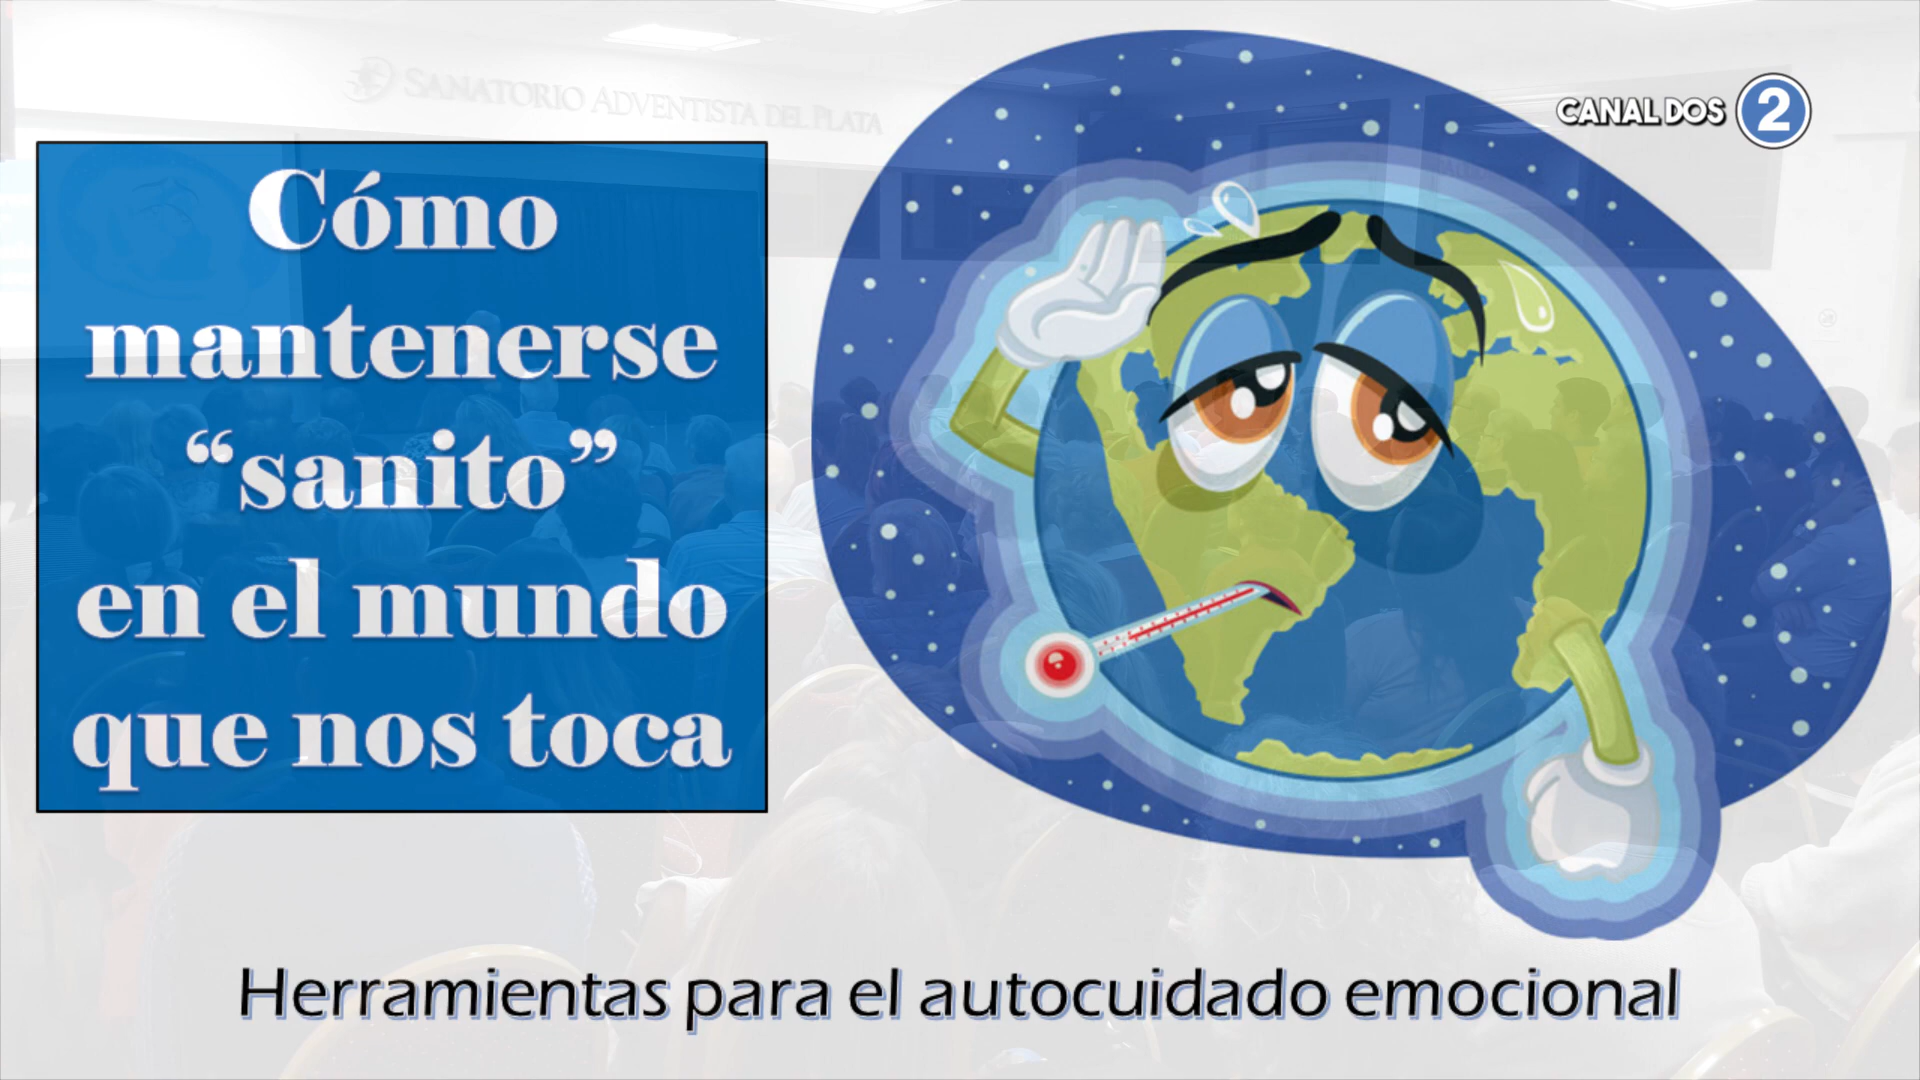 SANATORIO ADVENTISTA DEL PLATA
CANAL DOS 2
Cómo
mantenerse
“sanito”
en el mundo
que nos toca
Herramientas para el autocuidado emocional